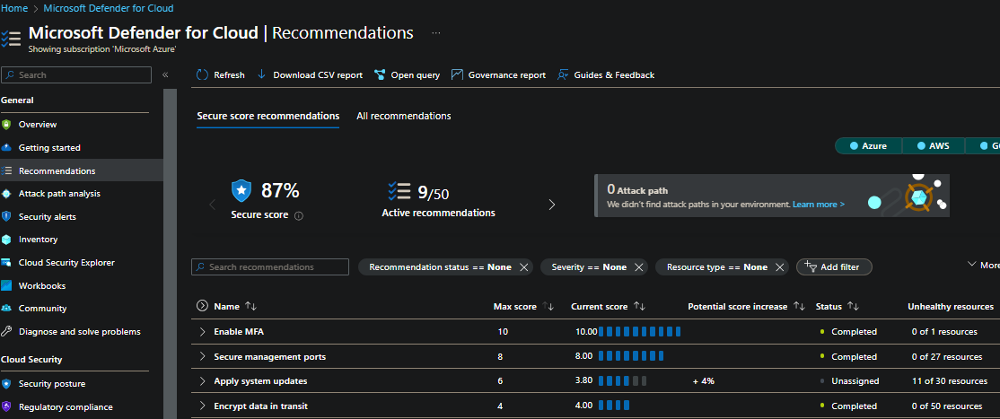 Home > Microsoft Defender for Cloud >
Microsoft Defender for Cloud | Recommendations ...
Showing subscription 'Microsoft Azure'
Search «
Refresh Download CSV report Open query Governance report Guides & Feedback
General
Overview
Getting started
Recommendations
Attack path analysis
Security alerts
Inventory
Cloud Security Explorer
Workbooks
Community
Diagnose and solve problems
Cloud Security
Security posture
Regulatory compliance
Secure score recommendations All recommendations
Azure AWS G
87%
Secure score
9/50
Active recommendations
0 Attack path
We didn't find attack paths in your environment. Learn more >
Search recommendations Recommendation status == None Severity == None Resource type == None Add filter More
Name Max score Current score Potential score increase Status Unhealthy resources
Enable MFA 10 10.00 Completed 0 of 1 resources
Secure management ports 8 8.00 Completed 0 of 27 resources
Apply system updates 6 3.80 + 4% Unassigned 11 of 30 resources
Encrypt data in transit 4 4.00 Completed 0 of 50 resources